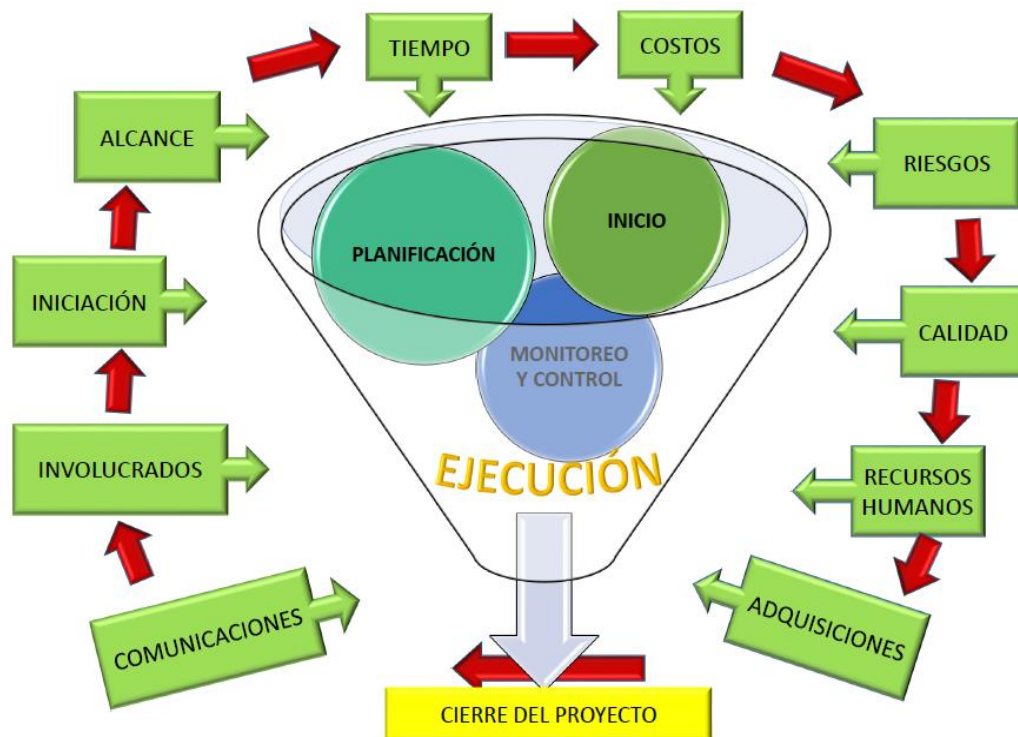 TIEMPO
COSTOS
ALCANCE
RIESGOS
PLANIFICACIÓN
INICIO
INICIACIÓN
CALIDAD
MONITOREO
Y CONTROL
INVOLUCRADOS
EJECUCIÓN
RECURSOS
HUMANOS
COMUNICACIONES
ADQUISICIONES
CIERRE DEL PROYECTO